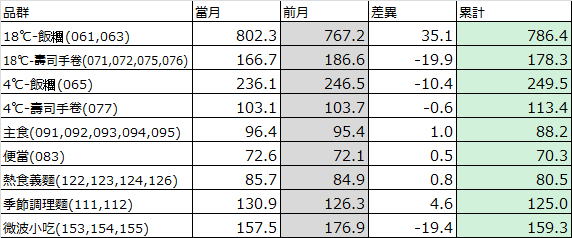 品群 當月 前月 差異 累計
18℃-飯糰(061,063) 802.3 767.2 35.1 786.4
18℃-壽司手卷(071,072,075,076) 166.7 186.6 -19.9 178.3
4℃-飯糰(065) 236.1 246.5 -10.4 249.5
4℃-壽司手卷(077) 103.1 103.7 -0.6 113.4
主食(091,092,093,094,095) 96.4 95.4 1.0 88.2
便當(083) 72.6 72.1 0.5 70.3
熱食義麵(122,123,124,126) 85.7 84.9 0.8 80.5
季節調理麵(111,112) 130.9 126.3 4.6 125.0
微波小吃(153,154,155) 157.5 176.9 -19.4 159.3